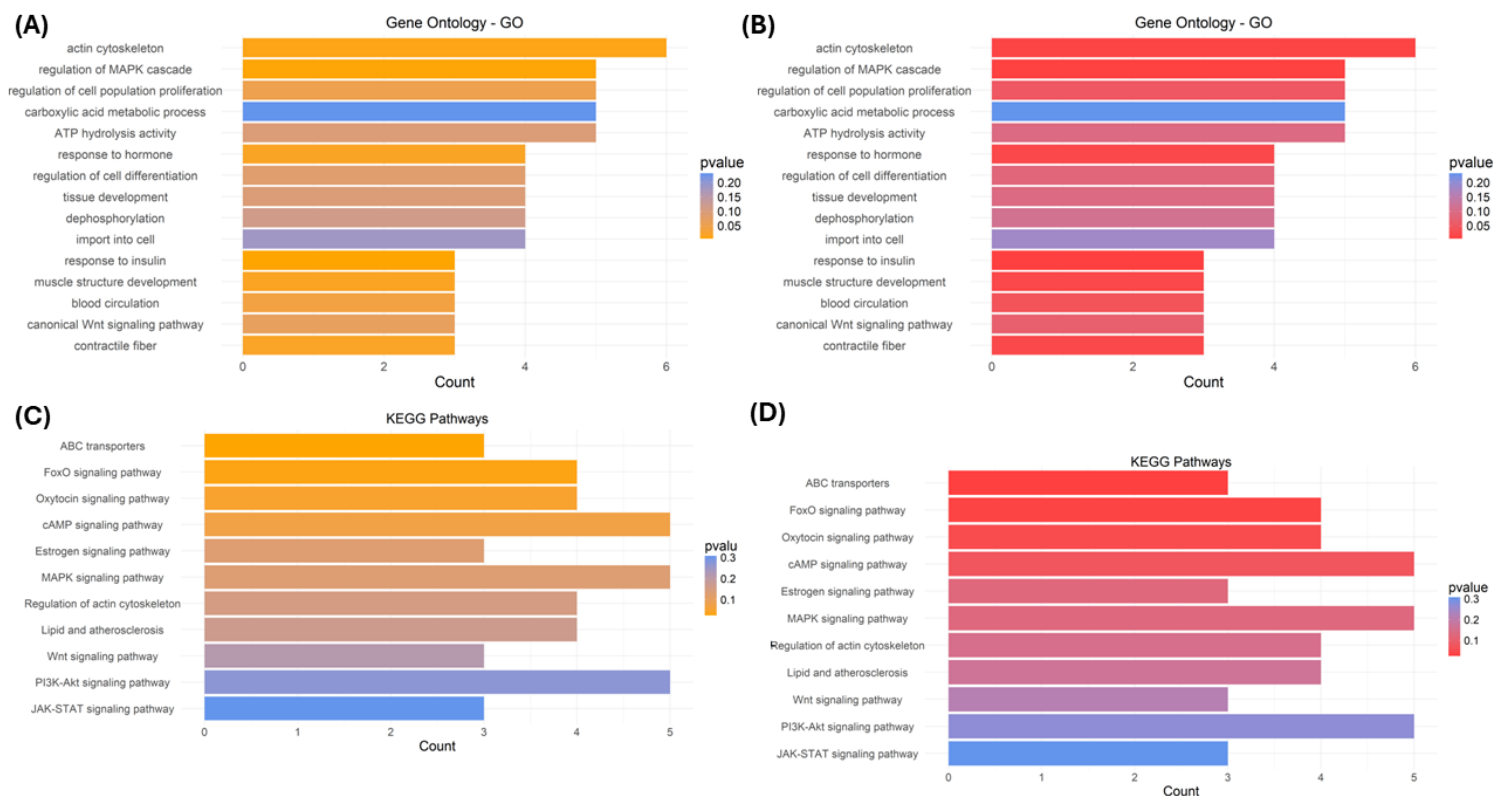 (A)
Gene Ontology - GO
actin cytoskeleton
regulation of MAPK cascade
regulation of cell population proliferation
carboxylic acid metabolic process
ATP hydrolysis activity
response to hormone
regulation of cell differentiation
tissue development
dephosphorylation
import into cell
response to insulin
muscle structure development
blood circulation
canonical Wnt signaling pathway
contractile fiber
0 2 4 6
Count
pvalue
0.20
0.15
0.10
0.05
(B)
Gene Ontology - GO
actin cytoskeleton
regulation of MAPK cascade
regulation of cell population proliferation
carboxylic acid metabolic process
ATP hydrolysis activity
response to hormone
regulation of cell differentiation
tissue development
dephosphorylation
import into cell
response to insulin
muscle structure development
blood circulation
canonical Wnt signaling pathway
contractile fiber
0 2 4 6
Count
pvalue
0.20
0.15
0.10
0.05
(C)
KEGG Pathways
ABC transporters
FoxO signaling pathway
Oxytocin signaling pathway
cAMP signaling pathway
Estrogen signaling pathway
MAPK signaling pathway
Regulation of actin cytoskeleton
Lipid and atherosclerosis
Wnt signaling pathway
PI3K-Akt signaling pathway
JAK-STAT signaling pathway
0 1 2 3 4 5
Count
pvalu
0.3
0.2
0.1
(D)
KEGG Pathways
ABC transporters
FoxO signaling pathway
Oxytocin signaling pathway
cAMP signaling pathway
Estrogen signaling pathway
MAPK signaling pathway
Regulation of actin cytoskeleton
Lipid and atherosclerosis
Wnt signaling pathway
PI3K-Akt signaling pathway
JAK-STAT signaling pathway
0 1 2 3 4 5
Count
pvalue
0.3
0.2
0.1